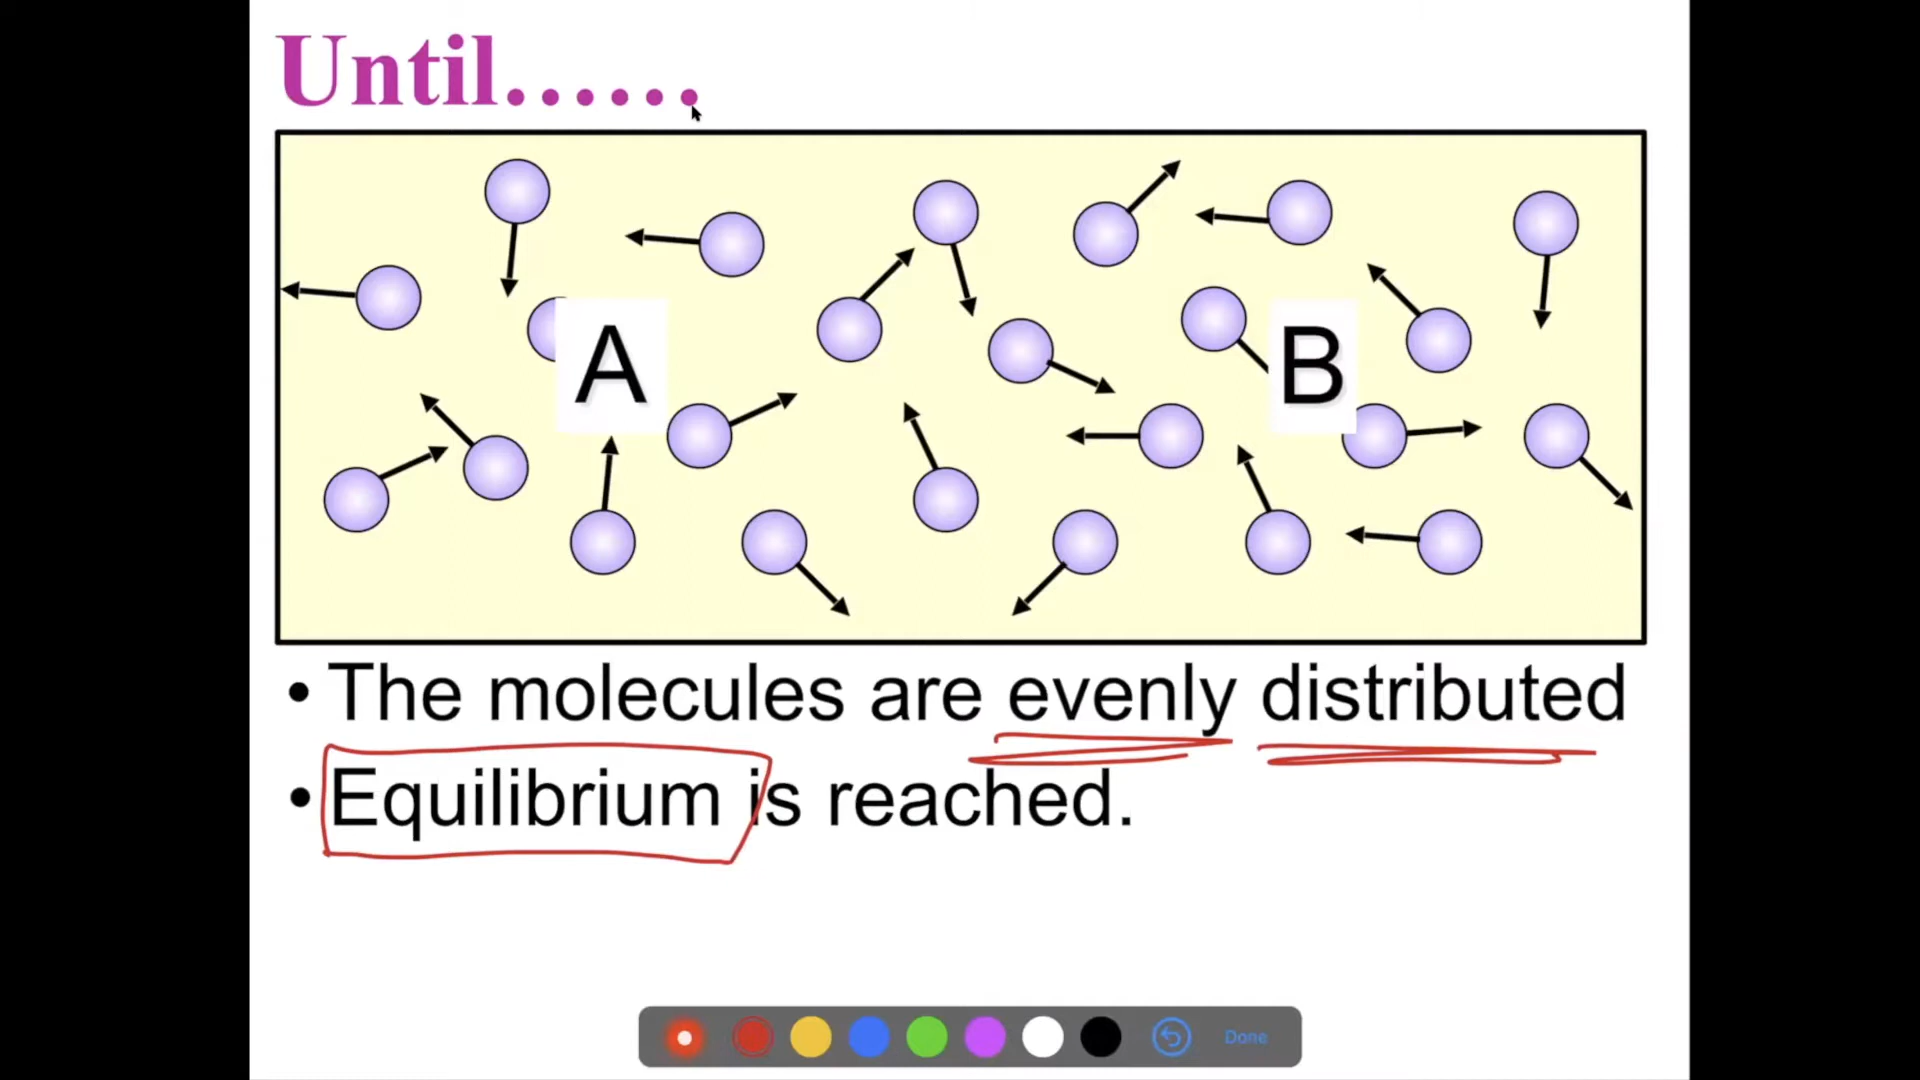 Until......
A
B
• The molecules are evenly distributed
• Equilibrium is reached.
Done